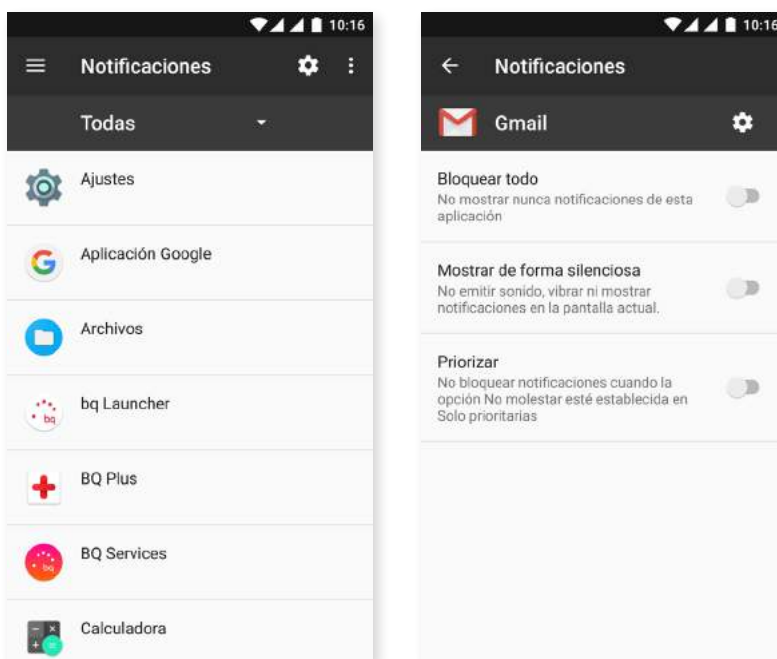 10:16
Notificaciones
Todas
Ajustes
Aplicación Google
Archivos
bq Launcher
bq
BQ Plus
BQ Services
bq
Calculadora
10:16
Notificaciones
Gmail
Bloquear todo
No mostrar nunca notificaciones de esta
aplicación
Mostrar de forma silenciosa
No emitir sonido, vibrar ni mostrar
notificaciones en la pantalla actual.
Priorizar
No bloquear notificaciones cuando la
opción No molestar esté establecida en
Solo prioritarias